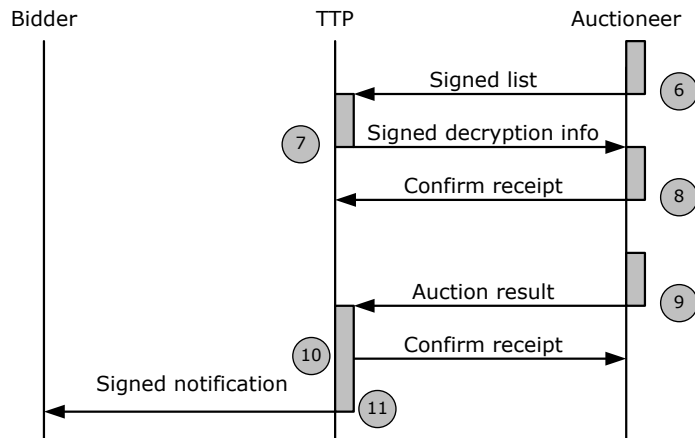 Bidder
TTP
Auctioneer
Signed list
6
7
Signed decryption info
Confirm receipt
8
Auction result
9
10
Confirm receipt
Signed notification
11